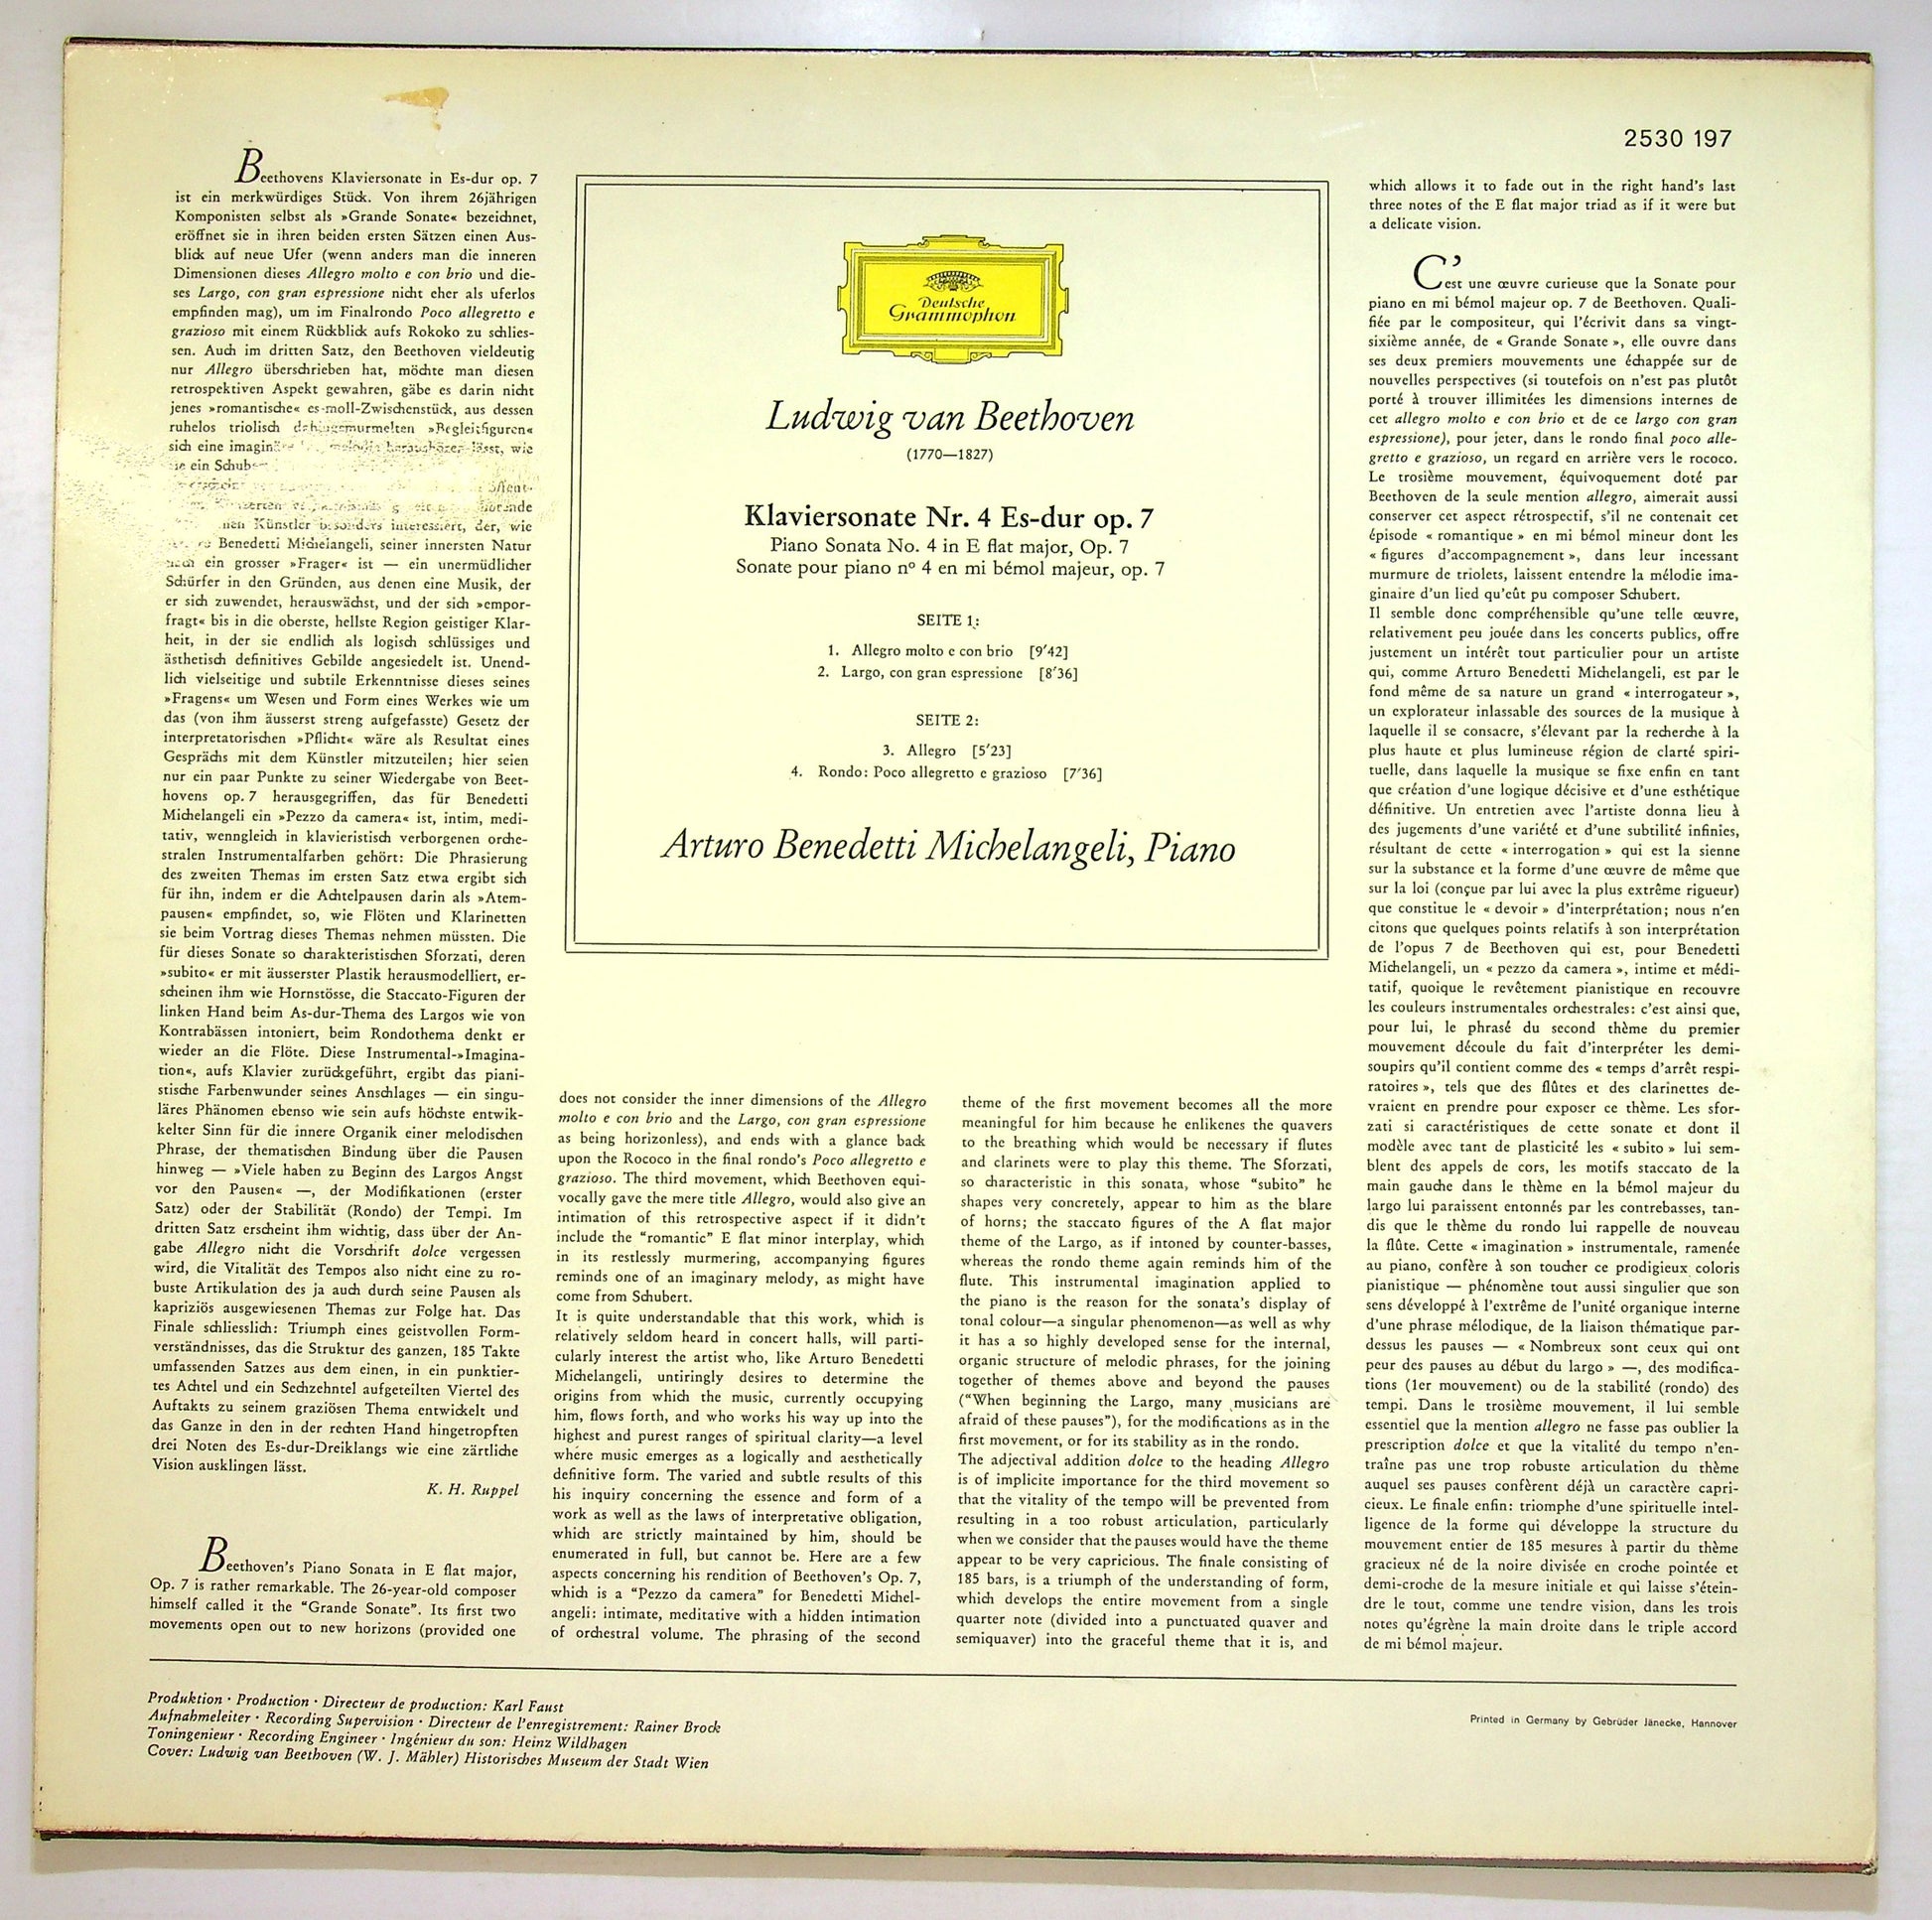 2530 197
Beethovens Klaviersonate in Es-dur op. 7
ist ein merkwürdiges Stück. Von ihrem 26jährigen
Komponisten selbst als »Grande Sonate« bezeichnet,
eröffnet sie in ihren beiden ersten Sätzen einen Aus-
blick auf neue Ufer (wenn anders man die inneren
Dimensionen dieses Allegro molto e con brio und die-
ses Largo, con gran espressione nicht eher als uferlos
empfinden mag), um im Finalrondo Poco allegretto e
grazioso mit einem Rückblick aufs Rokoko zu schlies-
sen. Auch im dritten Satz, den Beethoven vieldeutig
nur Allegro überschrieben hat, möchte man diesen
retrospektiven Aspekt gewahren, gäbe es darin nicht
jenes »romantische« es-moll-Zwischenstück, aus dessen
ruhelos triolisch dahingemurmelten »Begleitfiguren«
sich eine heraushören lässt, wie
ein
Künstler besonders interessiert, der, wie
Benedetti Michelangeli, seiner innersten Natur
nach ein grosser »Frager« ist — ein unermüdlicher
Schürfer in den Gründen, aus denen eine Musik, der
er sich zuwendet, herauswächst, und der sich »empor-
fragt« bis in die oberste, hellste Region geistiger Klar-
heit, in der sie endlich als logisch schlüssiges und
ästhetisch definitives Gebilde angesiedelt ist. Unend-
lich vielseitige und subtile Erkenntnisse dieses seines
»Fragens« um Wesen und Form eines Werkes wie um
das (von ihm äusserst streng aufgefasste) Gesetz der
interpretatorischen »Pflicht« wäre als Resultat eines
Gesprächs mit dem Künstler mitzuteilen; hier seien
nur ein paar Punkte zu seiner Wiedergabe von Beet-
hovens op. 7 herausgegriffen, das für Benedetti
Michelangeli ein »Pezzo da camera« ist, intim, medi-
tativ, wenngleich in klavieristisch verborgenen orche-
stralen Instrumentalfarben gehört: Die Phrasierung
des zweiten Themas im ersten Satz etwa ergibt sich
für ihn, indem er die Achtelpausen darin als »Atem-
pausen« empfindet, so, wie Flöten und Klarinetten
sie beim Vortrag dieses Themas nehmen müssten. Die
für dieses Sonate so charakteristischen Sforzati, deren
»subito« er mit äusserster Plastik herausmodelliert, er-
scheinen ihm wie Hornstösse, die Staccato-Figuren der
linken Hand beim As-dur-Thema des Largos wie von
Kontrabässen intoniert, beim Rondothema denkt er
wieder an die Flöte. Diese Instrumental-»Imagina-
tion«, aufs Klavier zurückgeführt, ergibt das piani-
stische Farbenwunder seines Anschlages — ein singu-
läres Phänomen ebenso wie sein aufs höchste entwik-
kelter Sinn für die innere Organik einer melodischen
Phrase, der thematischen Bindung über die Pausen
hinweg — »Viele haben zu Beginn des Largos Angst
vor den Pausen« —, der Modifikationen (erster
Satz) oder der Stabilität (Rondo) der Tempi. Im
dritten Satz erscheint ihm wichtig, dass über der An-
gabe Allegro nicht die Vorschrift dolce vergessen
wird, die Vitalität des Tempos also nicht eine zu ro-
buste Artikulation des ja auch durch seine Pausen als
kapriziös ausgewiesenen Themas zur Folge hat. Das
Finale schliesslich: Triumph eines geistvollen Form-
verständnisses, das die Struktur des ganzen, 185 Takte
umfassenden Satzes aus dem einen, in ein punktier-
tes Achtel und ein Sechzehntel aufgeteilten Viertel des
Auftakts zu seinem graziösen Thema entwickelt und
das Ganze in den in der rechten Hand hingetropften
drei Noten des Es-dur-Dreiklangs wie eine zärtliche
Vision ausklingen lässt.
K. H. Ruppel
Beethoven's Piano Sonata in E flat major,
Op. 7 is rather remarkable. The 26-year-old composer
himself called it the “Grande Sonate”. Its first two
movements open out to new horizons (provided one
Deutsche
Grammophon
Ludwig van Beethoven
(1770—1827)
Klaviersonate Nr. 4 Es-dur op. 7
Piano Sonata No. 4 in E flat major, Op. 7
Sonate pour piano nº 4 en mi bémol majeur, op. 7
SEITE 1:
1. Allegro molto e con brio [9′42]
2. Largo, con gran espressione [8′36]
SEITE 2:
3. Allegro [5′23]
4. Rondo: Poco allegretto e grazioso [7′36]
Arturo Benedetti Michelangeli, Piano
does not consider the inner dimensions of the Allegro
molto e con brio and the Largo, con gran espressione
as being horizonless), and ends with a glance back
upon the Rococo in the final rondo's Poco allegretto e
grazioso. The third movement, which Beethoven equi-
vocally gave the mere title Allegro, would also give an
intimation of this retrospective aspect if it didn't
include the “romantic” E flat minor interplay, which
in its restlessly murmering, accompanying figures
reminds one of an imaginary melody, as might have
come from Schubert.
It is quite understandable that this work, which is
relatively seldom heard in concert halls, will parti-
cularly interest the artist who, like Arturo Benedetti
Michelangeli, untiringly desires to determine the
origins from which the music, currently occupying
him, flows forth, and who works his way up into the
highest and purest ranges of spiritual clarity—a level
where music emerges as a logically and aesthetically
definitive form. The varied and subtle results of this
his inquiry concerning the essence and form of a
work as well as the laws of interpretative obligation,
which are strictly maintained by him, should be
enumerated in full, but cannot be. Here are a few
aspects concerning his rendition of Beethoven's Op. 7,
which is a “Pezzo da camera” for Benedetti Michel-
angeli: intimate, meditative with a hidden intimation
of orchestral volume. The phrasing of the second
theme of the first movement becomes all the more
meaningful for him because he enlikenes the quavers
to the breathing which would be necessary if flutes
and clarinets were to play this theme. The Sforzati,
so characteristic in this sonata, whose “subito” he
shapes very concretely, appear to him as the blare
of horns; the staccato figures of the A flat major
theme of the Largo, as if intoned by counter-basses,
whereas the rondo theme again reminds him of the
flute. This instrumental imagination applied to
the piano is the reason for the sonata's display of
tonal colour—a singular phenomenon—as well as why
it has a so highly developed sense for the internal,
organic structure of melodic phrases, for the joining
together of themes above and beyond the pauses
(“When beginning the Largo, many musicians are
afraid of these pauses”), for the modifications as in the
first movement, or for its stability as in the rondo.
The adjectival addition dolce to the heading Allegro
is of implicite importance for the third movement so
that the vitality of the tempo will be prevented from
resulting in a too robust articulation, particularly
when we consider that the pauses would have the theme
appear to be very capricious. The finale consisting of
185 bars, is a triumph of the understanding of form,
which develops the entire movement from a single
quarter note (divided into a punctuated quaver and
semiquaver) into the graceful theme that it is, and
which allows it to fade out in the right hand's last
three notes of the E flat major triad as if it were but
a delicate vision.
C'est une œuvre curieuse que la Sonate pour
piano en mi bémol majeur op. 7 de Beethoven. Quali-
fiée par le compositeur, qui l'écrivit dans sa vingt-
sixième année, de « Grande Sonate », elle ouvre dans
ses deux premiers mouvements une échappée sur de
nouvelles perspectives (si toutefois on n'est pas plutôt
porté à trouver illimitées les dimensions internes de
cet allegro molto e con brio et de ce largo con gran
espressione), pour jeter, dans le rondo final poco alle-
gretto e grazioso, un regard en arrière vers le rococo.
Le troisième mouvement, équivoquement doté par
Beethoven de la seule mention allegro, aimerait aussi
conserver cet aspect rétrospectif, s'il ne contenait cet
épisode « romantique » en mi bémol mineur dont les
« figures d'accompagnement », dans leur incessant
murmure de triolets, laissent entendre la mélodie ima-
ginaire d'un lied qu'eût pu composer Schubert.
Il semble donc compréhensible qu'une telle œuvre,
relativement peu jouée dans les concerts publics, offre
justement un intérêt tout particulier pour un artiste
qui, comme Arturo Benedetti Michelangeli, est par le
fond même de sa nature un grand « interrogateur »,
un explorateur inlassable des sources de la musique à
laquelle il se consacre, s'élevant par la recherche à la
plus haute et plus lumineuse région de clarté spiri-
tuelle, dans laquelle la musique se fixe enfin en tant
que création d'une logique décisive et d'une esthétique
définitive. Un entretien avec l'artiste donna lieu à
des jugements d'une variété et d'une subtilité infinies,
résultant de cette « interrogation » qui est la sienne
sur la substance et la forme d'une œuvre de même que
sur la loi (conçue par lui avec la plus extrême rigueur)
que constitue le « devoir » d'interprétation; nous n'en
citons que quelques points relatifs à son interprétation
de l'opus 7 de Beethoven qui est, pour Benedetti
Michelangeli, un « pezzo da camera », intime et médi-
tatif, quoique le revêtement pianistique en recouvre
les couleurs instrumentales orchestrales: c'est ainsi que,
pour lui, le phrasé du second thème du premier
mouvement découle du fait d'interpréter les demi-
soupirs qu'il contient comme des « temps d'arrêt respi-
ratoires », tels que des flûtes et des clarinettes de-
vraient en prendre pour exposer ce thème. Les sfor-
zati si caractéristiques de cette sonate et dont il
modèle avec tant de plasticité les « subito » lui sem-
blent des appels de cors, les motifs staccato de la
main gauche dans le thème en la bémol majeur du
largo lui paraissent entonnés par les contrebasses, tan-
dis que le thème du rondo lui rappelle de nouveau
la flûte. Cette « imagination » instrumentale, ramenée
au piano, confère à son toucher ce prodigieux coloris
pianistique — phénomène tout aussi singulier que son
sens développé à l'extrême de l'unité organique interne
d'une phrase mélodique, de la liaison thématique par-
dessus les pauses — « Nombreux sont ceux qui ont
peur des pauses au début du largo » —, des modifica-
tions (1er mouvement) ou de la stabilité (rondo) des
tempi. Dans le troisième mouvement, il lui semble
essentiel que la mention allegro ne fasse pas oublier la
prescription dolce et que la vitalité du tempo n'en-
traîne pas une trop robuste articulation du thème
auquel ses pauses confèrent déjà un caractère capri-
cieux. Le finale enfin: triomphe d'une spirituelle intel-
ligence de la forme qui développe la structure du
mouvement entier de 185 mesures à partir du thème
gracieux né de la noire divisée en croche pointée et
demi-croche de la mesure initiale et qui laisse s'étein-
dre le tout, comme une tendre vision, dans les trois
notes qu'égrène la main droite dans le triple accord
de mi bémol majeur.
Produktion · Production · Directeur de production: Karl Faust
Aufnahmeleiter · Recording Supervision · Directeur de l'enregistrement: Rainer Brock
Toningenieur · Recording Engineer · Ingénieur du son: Heinz Wildhagen
Cover: Ludwig van Beethoven (W. J. Mähler) Historisches Museum der Stadt Wien
Printed in Germany by Gebrüder Jänecke, Hannover